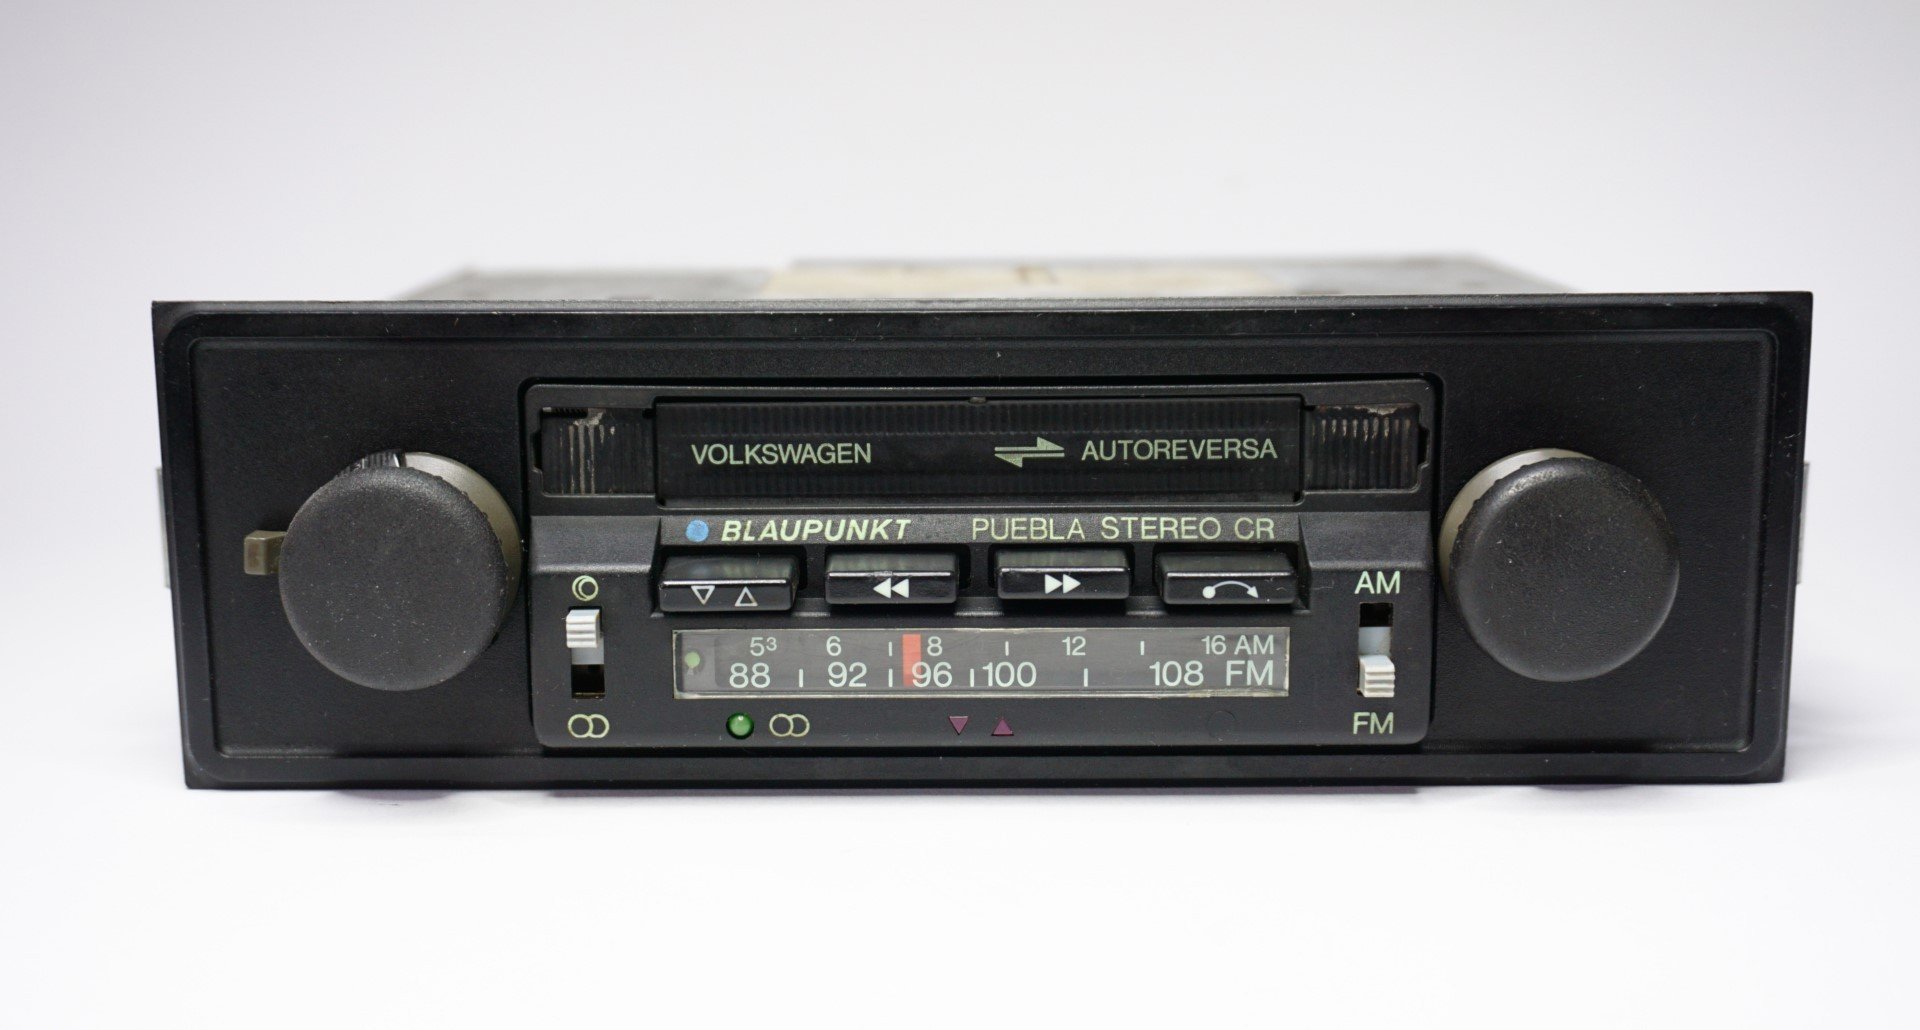 VOLKSWAGEN AUTOREVERSA
BLAUPUNKT PUEBLA STEREO CR
AM
53 6 8 12 16 AM
88 92 96 100 108 FM
FM